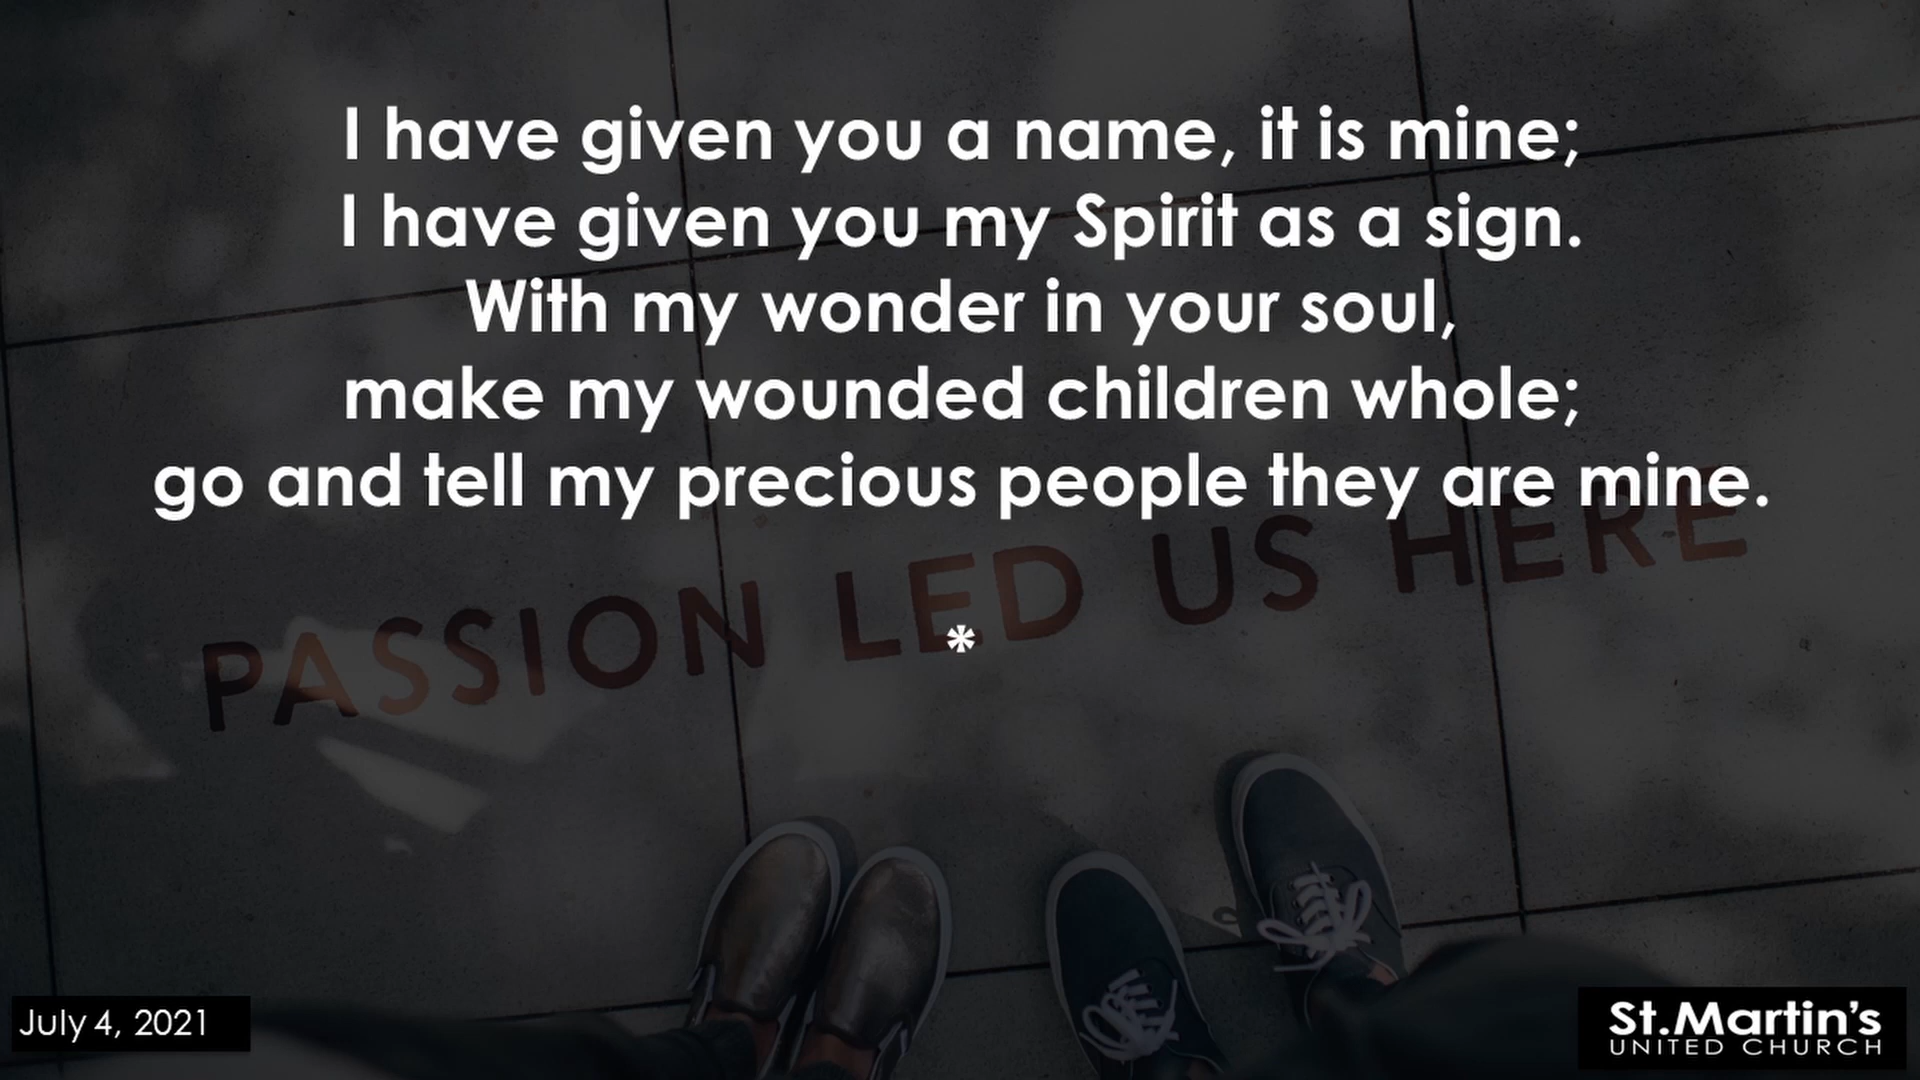 I have given you a name, it is mine;
I have given you my Spirit as a sign.
With my wonder in your soul,
make my wounded children whole;
go and tell my precious people they are mine.
PASSION LED US HERE
*
July 4, 2021
St.Martin's
UNITED CHURCH